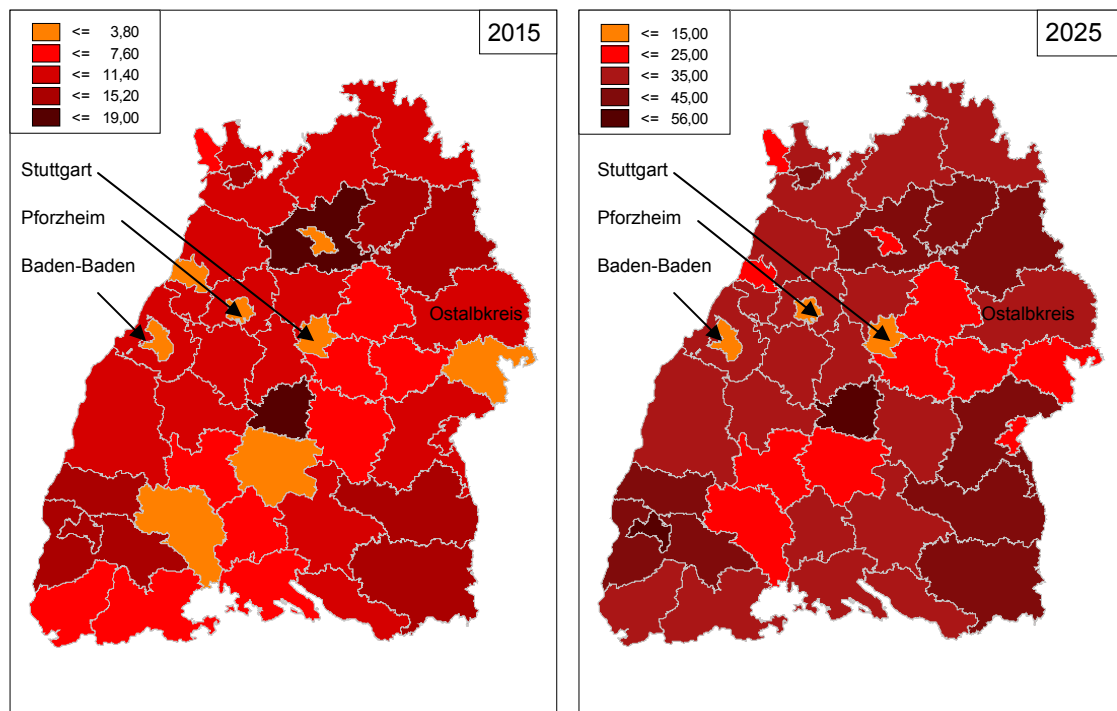 <= 3,80
<= 7,60
<= 11,40
<= 15,20
<= 19,00
2015
Stuttgart
Pforzheim
Baden-Baden
Ostalbkreis
<= 15,00
<= 25,00
<= 35,00
<= 45,00
<= 56,00
2025
Stuttgart
Pforzheim
Baden-Baden
Ostalbkreis